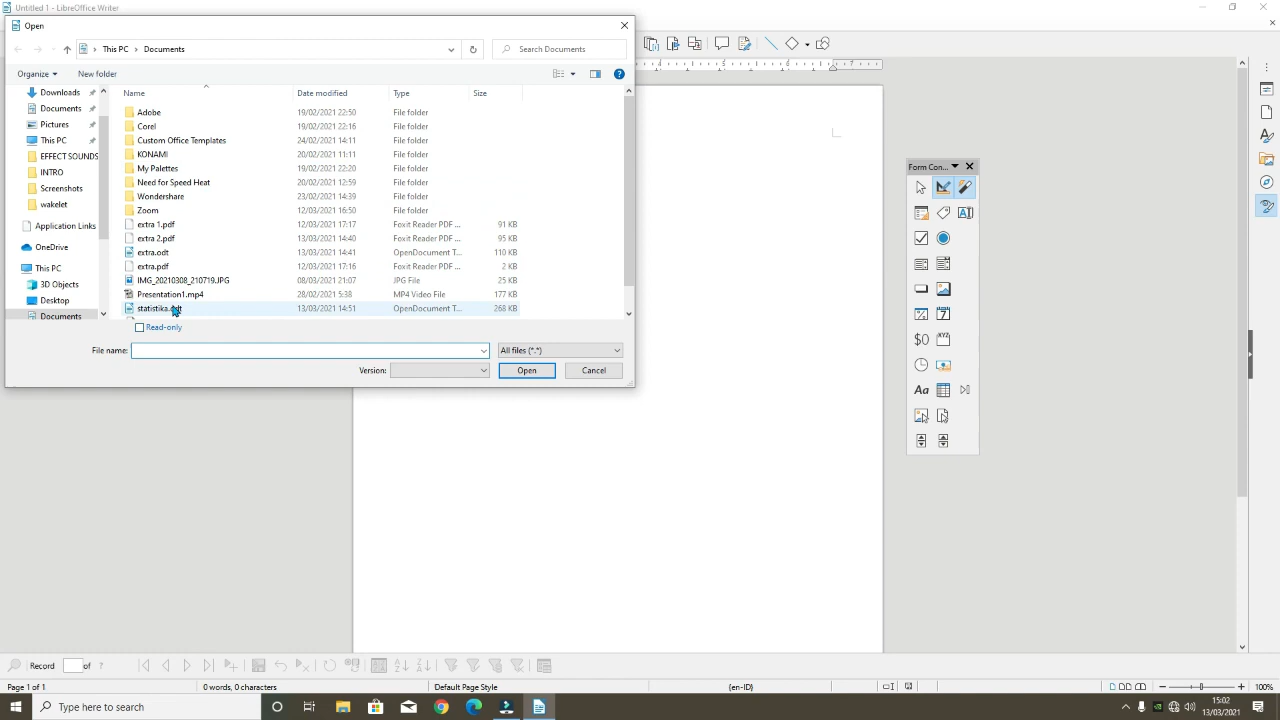 Untitled 1 - LibreOffice Writer
Open
This PC > Documents
Search Documents
Organize
New folder
Name Date modified Type Size
Downloads
Documents
Pictures
This PC
EFFECT SOUNDS
INTRO
Screenshots
wakelet
Application Links
OneDrive
This PC
3D Objects
Desktop
Documents
Adobe 19/02/2021 22:50 File folder
Corel 19/02/2021 22:16 File folder
Custom Office Templates 24/02/2021 14:11 File folder
KONAMI 20/02/2021 11:11 File folder
My Palettes 19/02/2021 22:20 File folder
Need for Speed Heat 20/02/2021 12:59 File folder
Wondershare 23/02/2021 14:39 File folder
Zoom 12/03/2021 16:50 File folder
extra 1.pdf 12/03/2021 17:17 Foxit Reader PDF ... 91 KB
extra 2.pdf 13/03/2021 14:40 Foxit Reader PDF ... 95 KB
extra.odt 13/03/2021 14:41 OpenDocument T... 110 KB
extra.pdf 12/03/2021 17:16 Foxit Reader PDF ... 2 KB
IMG_20210308_210719.JPG 08/03/2021 21:07 JPG File 25 KB
Presentation1.mp4 28/02/2021 5:38 MP4 Video File 177 KB
statistika.odt 13/03/2021 14:51 OpenDocument T... 268 KB
Read-only
File name: All files (*.*)
Version: Open Cancel
4 5 6 7
Form Con...
Record of ?
Page 1 of 1 0 words, 0 characters Default Page Style {en-ID} 100%
Type here to search
15:02
13/03/2021